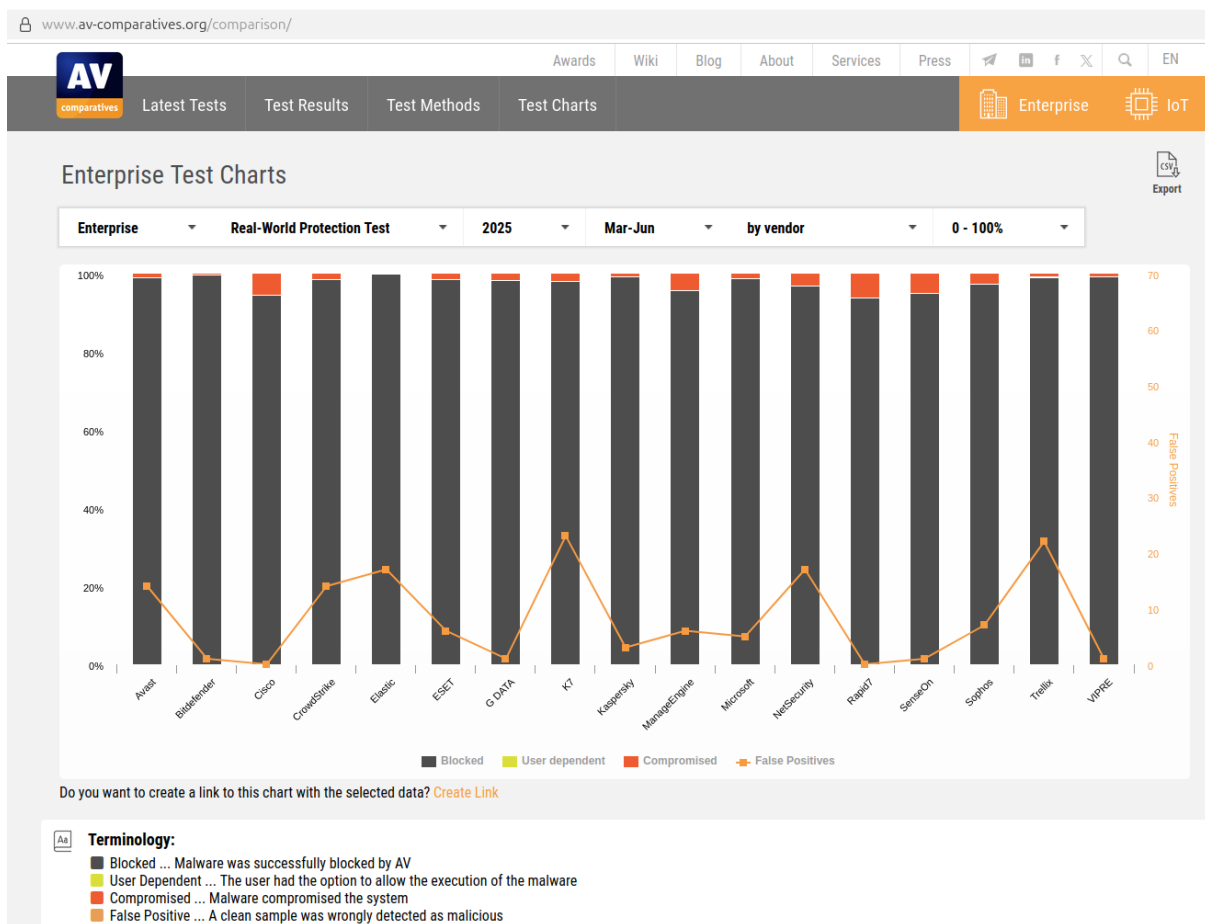 www.av-comparatives.org/comparison/
Awards Wiki Blog About Services Press in f X EN
AV
comparatives
Latest Tests Test Results Test Methods Test Charts Enterprise IoT
Enterprise Test Charts
CSV
Export
Enterprise Real-World Protection Test 2025 Mar-Jun by vendor 0 - 100%
100% 70
60
80%
50
60%
40
False Positives
40%
30
20
20%
10
0% 0
Avast Bitdefender Cisco CrowdStrike Elastic ESET G DATA K7 Kaspersky ManageEngine Microsoft NetSecurity Rapid7 SenseOn Sophos Trellix VIPRE
Blocked User dependent Compromised False Positives
Do you want to create a link to this chart with the selected data? Create Link
Aa Terminology:
Blocked ... Malware was successfully blocked by AV
User Dependent ... The user had the option to allow the execution of the malware
Compromised ... Malware compromised the system
False Positive ... A clean sample was wrongly detected as malicious